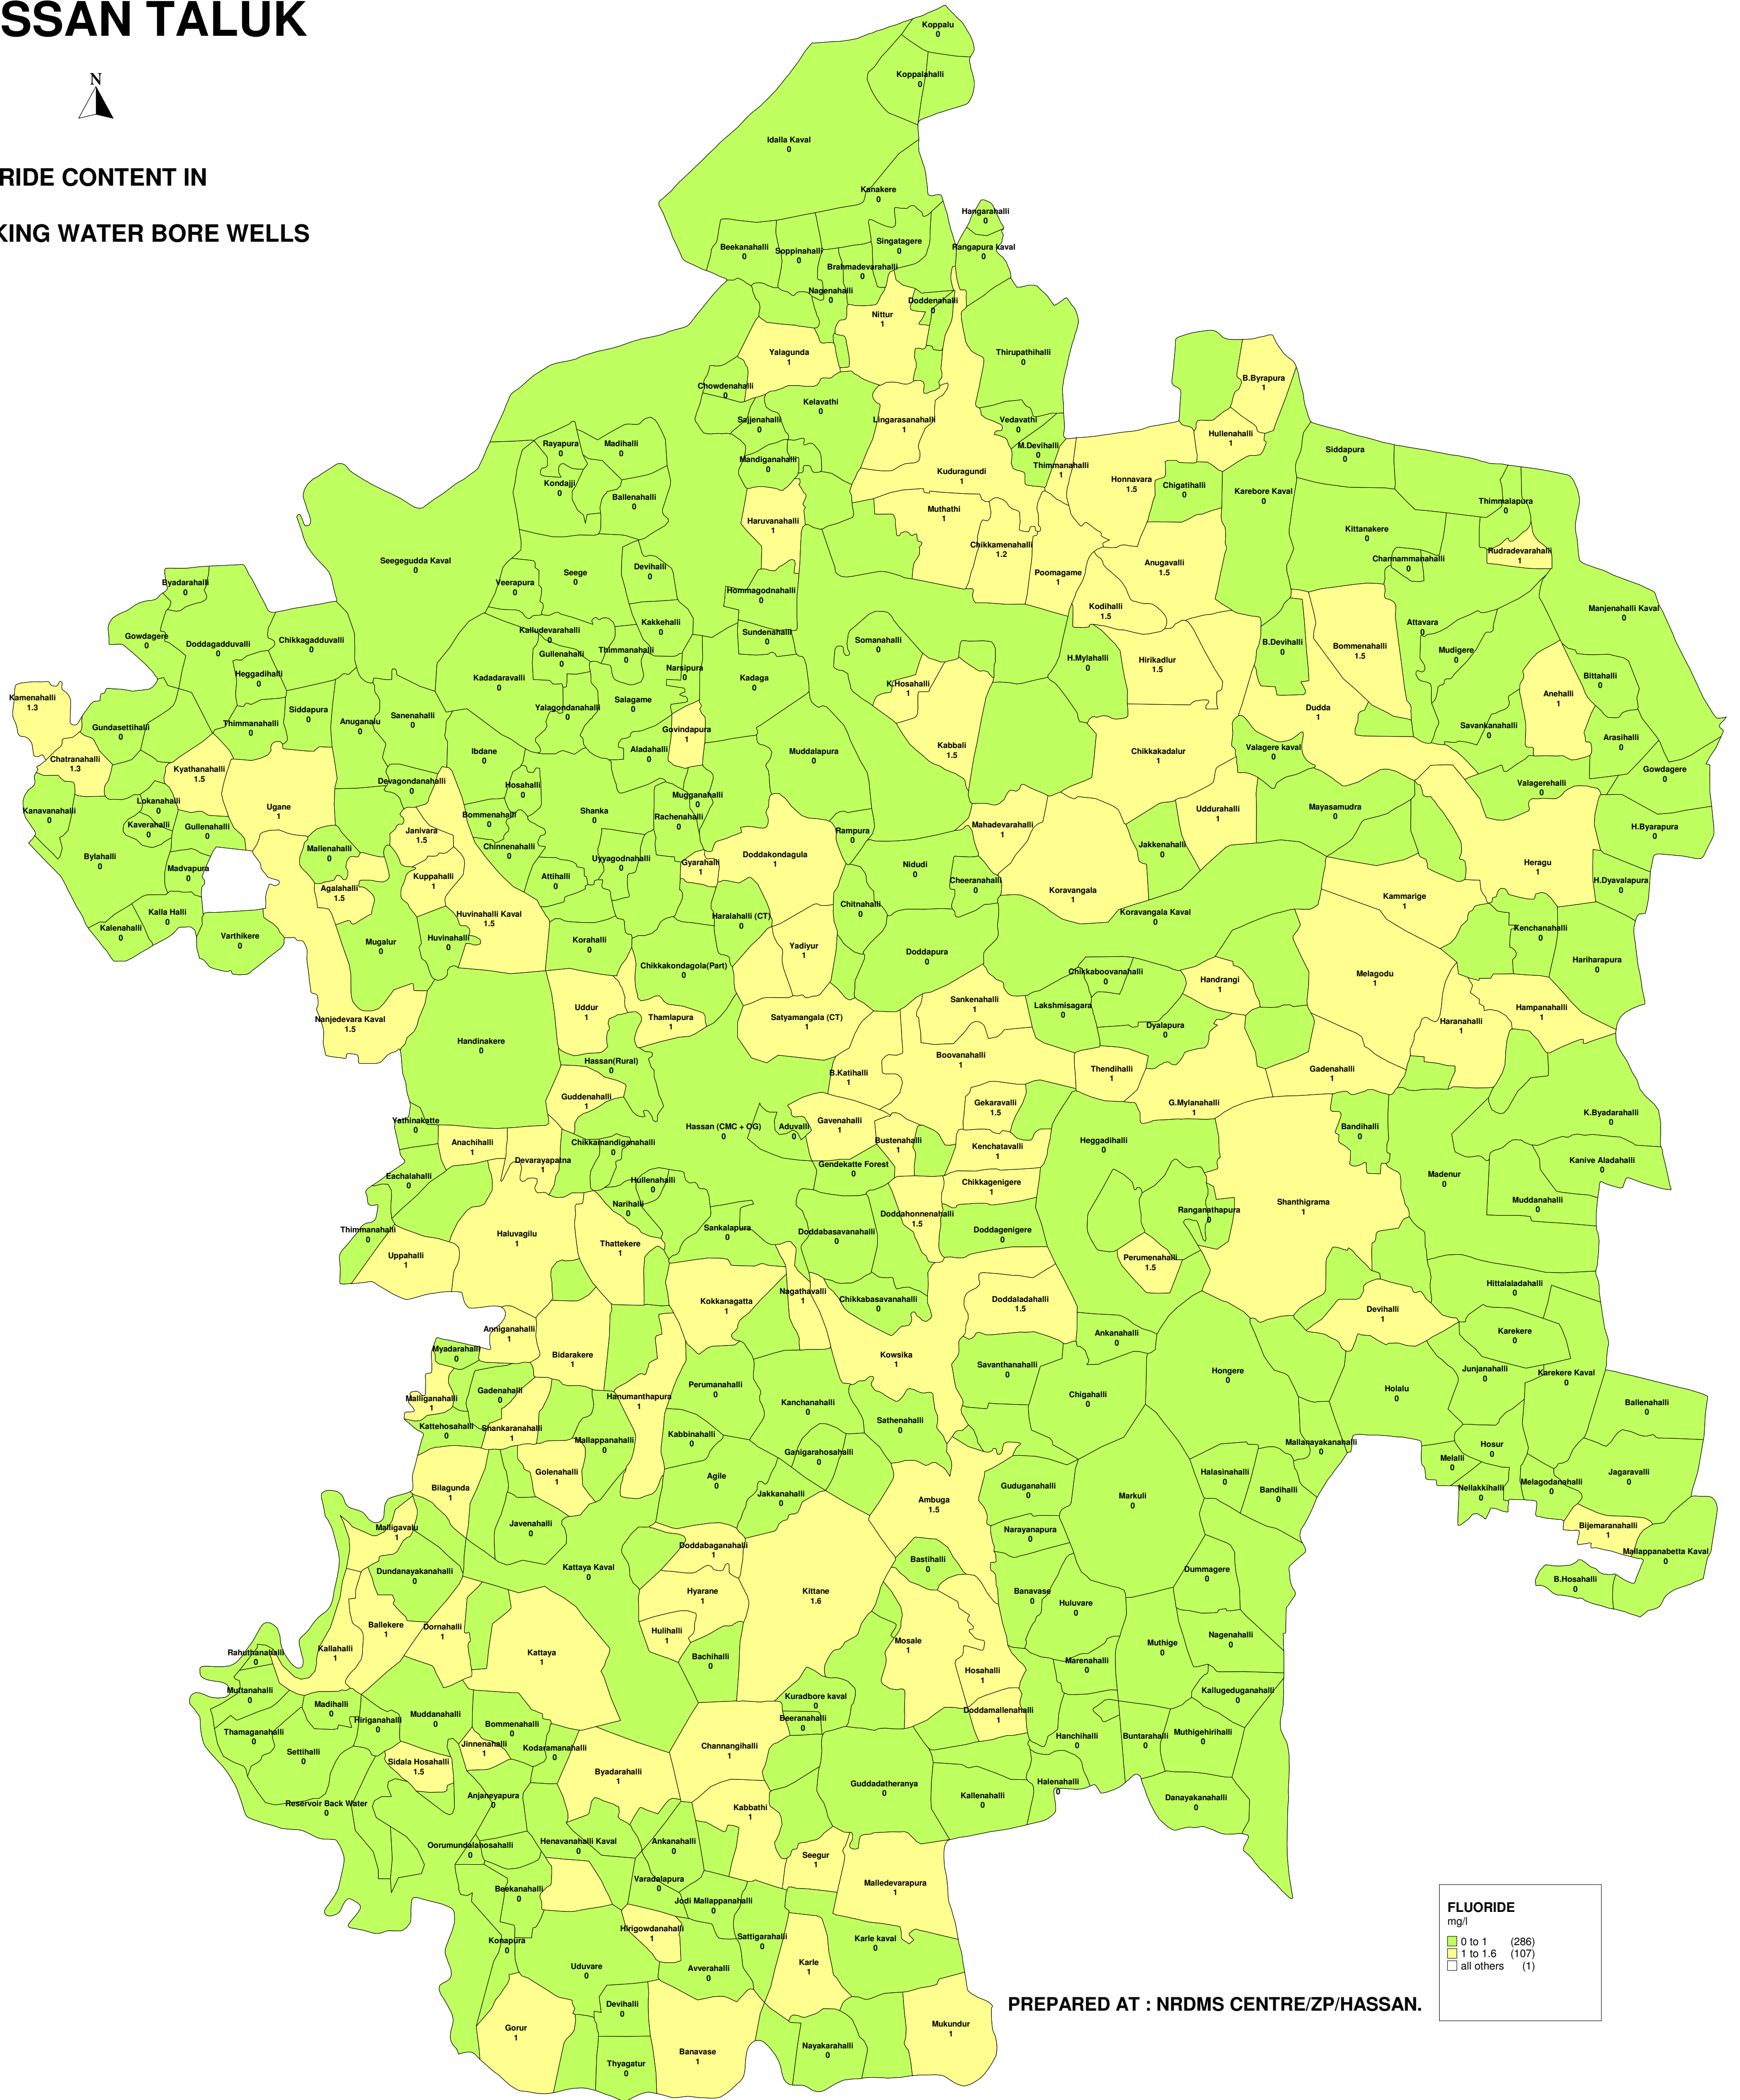 SSAN TALUK
N
RIDE CONTENT IN
KING WATER BORE WELLS
Koppalu
0
Koppalahalli
0
Idalla Kaval
0
Kanakere
0
Hangarahalli
0
Rangapura kaval
0
Singatagere
0
Beekanahalli
0
Soppinahalli
0
Brahmadevarahalli
0
Nagenahalli
0
Doddenahalli
0
Nittur
1
Yalagunda
1
Thirupathihalli
0
Chowdenahalli
0
B.Byrapura
1
Kelavathi
0
Sajjenahalli
0
Lingarasanahalli
1
Vedavathi
0
Hullenahalli
1
Rayapura
0
Madihalli
0
M.Devihalli
0
Siddapura
0
Mandiganahalli
0
Thimmanahalli
1
Kuduragundi
1
Honnavara
1.5
Chigatihalli
0
Karebore Kaval
0
Kondajji
0
Ballenahalli
0
Thimmalapura
0
Muthathi
1
Haruvanahalli
1
Kittanakere
0
Chikkamenahalli
1.2
Rudradevarahalli
1
Channammanahalli
0
Seegegudda Kaval
0
Anugavalli
1.5
Poomagame
1
Seege
0
Devihalli
0
Veerapura
0
Byadarahalli
0
Hommagodnahalli
0
Kodihalli
1.5
Manjenahalli Kaval
0
Kakkehalli
0
Attavara
0
Kalludevarahalli
0
Sundenahalli
0
Gowdagere
0
Doddagadduvalli
0
Chikkagadduvalli
0
Somanahalli
0
B.Devihalli
0
Bommenahalli
1.5
Mudigere
0
Gullenahalli
0
Thimmanahalli
0
H.Mylahalli
0
Hirikadlur
1.5
Narsipura
0
Heggadihalli
0
Kadadaravalli
0
Kadaga
0
Bittahalli
0
K.Hosahalli
1
Anehalli
1
Kamenahalli
1.3
Salagame
0
Siddapura
0
Yalagondanahalli
0
Dudda
1
Sanenahalli
0
Anuganalu
0
Thimmanahalli
0
Gundasettihalli
0
Savankanahalli
0
Govindapura
1
Arasihalli
0
Kabbali
1.5
Valagere kaval
0
Aladahalli
0
Ibdane
0
Muddalapura
0
Chikkakadalur
1
Chatranahalli
1.3
Kyathanahalli
1.5
Gowdagere
0
Devagondanahalli
0
Hosahalli
0
Valagerehalli
0
Mugganahalli
0
Lokanahalli
0
Ugane
1
Kanavanahalli
0
Uddurahalli
1
Mayasamudra
0
Shanka
0
Bommenahalli
0
Rachenahalli
0
Kaverahalli
0
Gullenahalli
0
Janivara
1.5
Rampura
0
Mahadevarahalli
1
H.Byarapura
0
Jakkenahalli
0
Chinnenahalli
0
Mallenahalli
0
Bylahalli
0
Uyyagodnahalli
0
Gyarahalli
1
Doddakondagula
1
Nidudi
0
Heragu
1
Madvapura
0
Kuppahalli
1
Attihalli
0
Cheeranahalli
0
H.Dyavalapura
0
Agalahalli
1.5
Koravangala
1
Kammarige
1
Chitnahalli
0
Kalla Halli
0
Huvinahalli Kaval
1.5
Haralahalli (CT)
0
Koravangala Kaval
0
Kalenahalli
0
Kenchanahalli
0
Varthikere
0
Mugalur
0
Huvinahalli
0
Korahalli
0
Yadiyur
1
Doddapura
0
Hariharapura
0
Chikkakondagola(Part)
0
Chikkaboovanahalli
0
Melagodu
1
Handrangi
1
Sankenahalli
1
Lakshmisagara
0
Uddur
1
Hampanahalli
1
Nanjedevara Kaval
1.5
Thamlapura
1
Satyamangala (CT)
1
Dyalapura
0
Haranahalli
1
Handinakere
0
Boovanahalli
1
Hassan(Rural)
0
B.Katihalli
1
Thendihalli
1
Gadenahalli
1
Guddenahalli
1
Gekaravalli
1.5
G.Mylanahalli
1
K.Byadarahalli
0
Yathinakatte
0
Gavenahalli
1
Hassan (CMC + OG)
0
Aduvalli
0
Bandihalli
0
Anachihalli
1
Chikkamandiganahalli
0
Bustenahalli
1
Kenchatavalli
1
Heggadihalli
0
Devarayapatna
1
Gendekatte Forest
0
Kanive Aladahalli
0
Eachalahalli
0
Hullenahalli
0
Chikkagenigere
1
Madenur
0
Muddanahalli
0
Narihalli
0
Shanthigrama
1
Doddahonnenahalli
1.5
Ranganathapura
0
Thimmanahalli
0
Haluvagilu
1
Sankalapura
0
Doddabasavanahalli
0
Doddagenigere
0
Thattekere
1
Uppahalli
1
Perumenahalli
1.5
Hittalaladahalli
0
Nagathavalli
1
Kokkanagatta
1
Chikkabasavanahalli
0
Doddaladahalli
1.5
Devihalli
1
Anniganahalli
1
Ankanahalli
0
Karekere
0
Myadarahalli
0
Bidarakere
1
Kowsika
1
Savanthanahalli
0
Hongere
0
Junjanahalli
0
Karekere Kaval
0
Perumanahalli
0
Gadenahalli
0
Chigahalli
0
Holalu
0
Malliganahalli
1
Hanumanthapura
1
Kanchanahalli
0
Ballenahalli
0
Sathenahalli
0
Kattehosahalli
0
Shankaranahalli
1
Kabbinahalli
0
Mallappanahalli
0
Mallanayakanahalli
0
Hosur
0
Ganigarahosahalli
0
Melalli
0
Golenahalli
1
Halasinahalli
0
Jagaravalli
0
Agile
0
Melagodanahalli
0
Bilagunda
1
Guduganahalli
0
Bandihalli
0
Nellakkihalli
0
Jakkanahalli
0
Markuli
0
Ambuga
1.5
Malligavalu
1
Javenahalli
0
Narayanapura
0
Bijemaranahalli
1
Doddabaganahalli
1
Mallappanabetta Kaval
0
Bastihalli
0
Kattaya Kaval
0
Dundanayakanahalli
0
Dummagere
0
B.Hosahalli
0
Hyarane
1
Kittane
1.6
Banavase
0
Huluvare
0
Ballekere
1
Dornahalli
1
Hulihalli
1
Nagenahalli
0
Mosale
1
Muthige
0
Rahuthanahalli
0
Kallahalli
1
Kattaya
1
Bachihalli
0
Marenahalli
0
Hosahalli
1
Muttanahalli
0
Kallugeduganahalli
0
Kuradbore kaval
0
Madihalli
0
Doddamallenahalli
1
Muddanahalli
0
Hiriganahalli
0
Beeranahalli
0
Bommenahalli
0
Thamaganahalli
0
Hanchihalli
0
Buntarahalli
0
Muthigehirihalli
0
Jinnenahalli
1
Kodaramanahalli
0
Channangihalli
1
Settihalli
0
Sidala Hosahalli
1.5
Byadarahalli
1
Halenahalli
0
Guddadatheranya
0
Anjaneyapura
0
Kallenahalli
0
Danayakanahalli
0
Reservoir Back Water
0
Kabbathi
1
Oorumundalahosahalli
0
Henavanahalli Kaval
0
Ankanahalli
0
Seegur
1
Varadalapura
0
Malledevarapura
1
Beekanahalli
0
Jodi Mallappanahalli
0
FLUORIDE
mg/l
0 to 1 (286)
1 to 1.6 (107)
all others (1)
Hirigowdanahalli
1
Sattigarahalli
0
Karle kaval
0
Konapura
0
Karle
1
Uduvare
0
Avverahalli
0
Devihalli
0
PREPARED AT : NRDMS CENTRE/ZP/HASSAN.
Gorur
1
Mukundur
1
Nayakarahalli
0
Banavase
1
Thyagatur
0